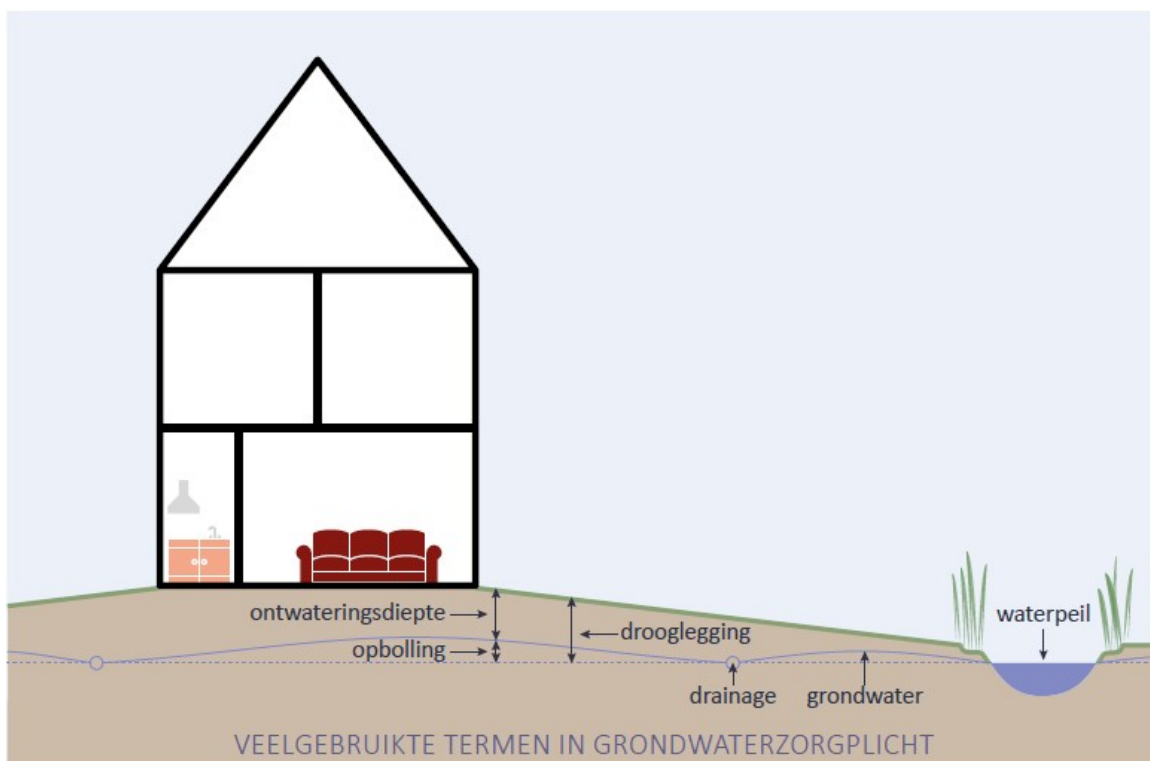 ontwateringsdiepte
waterpeil
drooglegging
opbolling
drainage
grondwater
VEELGEBRUIKTE TERMEN IN GRONDWATERZORGPLICHT